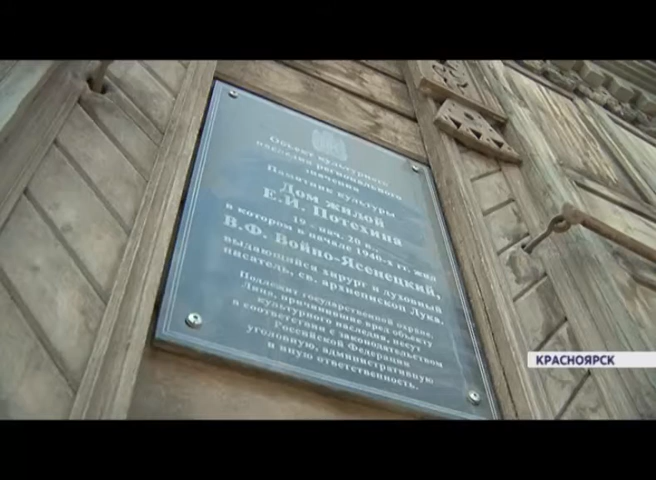 Объект культурного
наследия регионального
значения
Памятник культуры
Дом жилой
Е.И. Потехина
19 - нач. 20 в.
в котором в начале 1940-х гг. жил
В.Ф. Войно-Ясенецкий,
выдающийся хирург и духовный
писатель, св. архиепископ Лука.
Подлежит государственной охране.
Лица, причинившие вред объекту
культурного наследия, несут
в соответствии с законодательством
Российской Федерации
уголовную, административную
и иную ответственность.
КРАСНОЯРСК